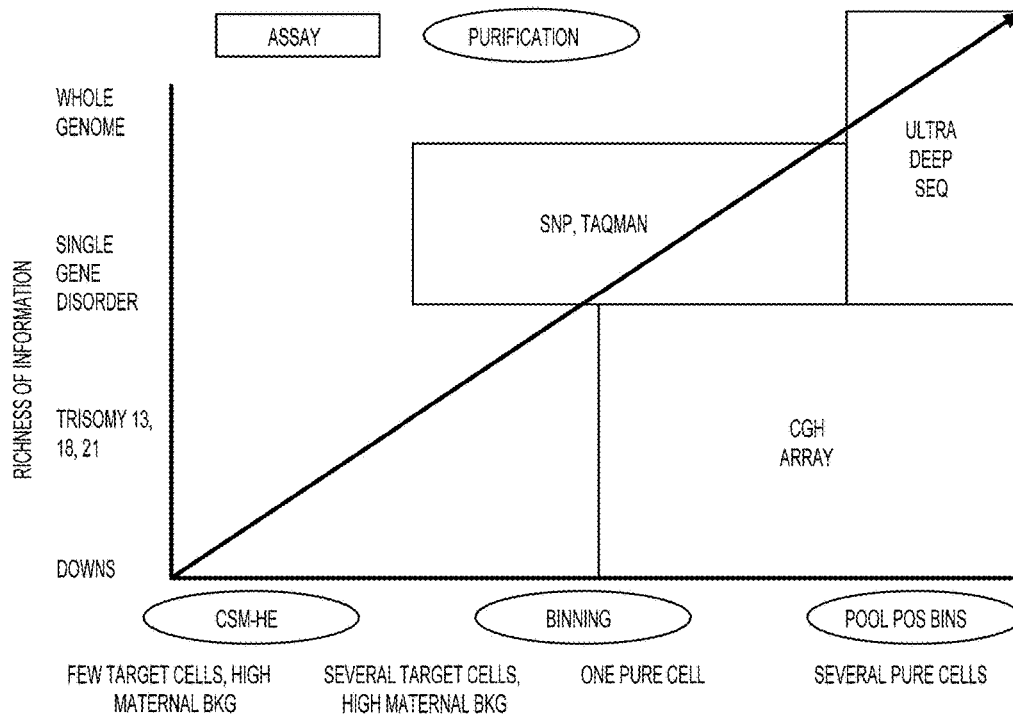 ASSAY
PURIFICATION
WHOLE
GENOME
ULTRA
DEEP
SEQ
SNP, TAQMAN
SINGLE
GENE
DISORDER
RICHNESS OF INFORMATION
TRISOMY 13,
18, 21
CGH
ARRAY
DOWNS
CSM-HE
BINNING
POOL POS BINS
FEW TARGET CELLS, HIGH
MATERNAL BKG
SEVERAL TARGET CELLS,
HIGH MATERNAL BKG
ONE PURE CELL
SEVERAL PURE CELLS